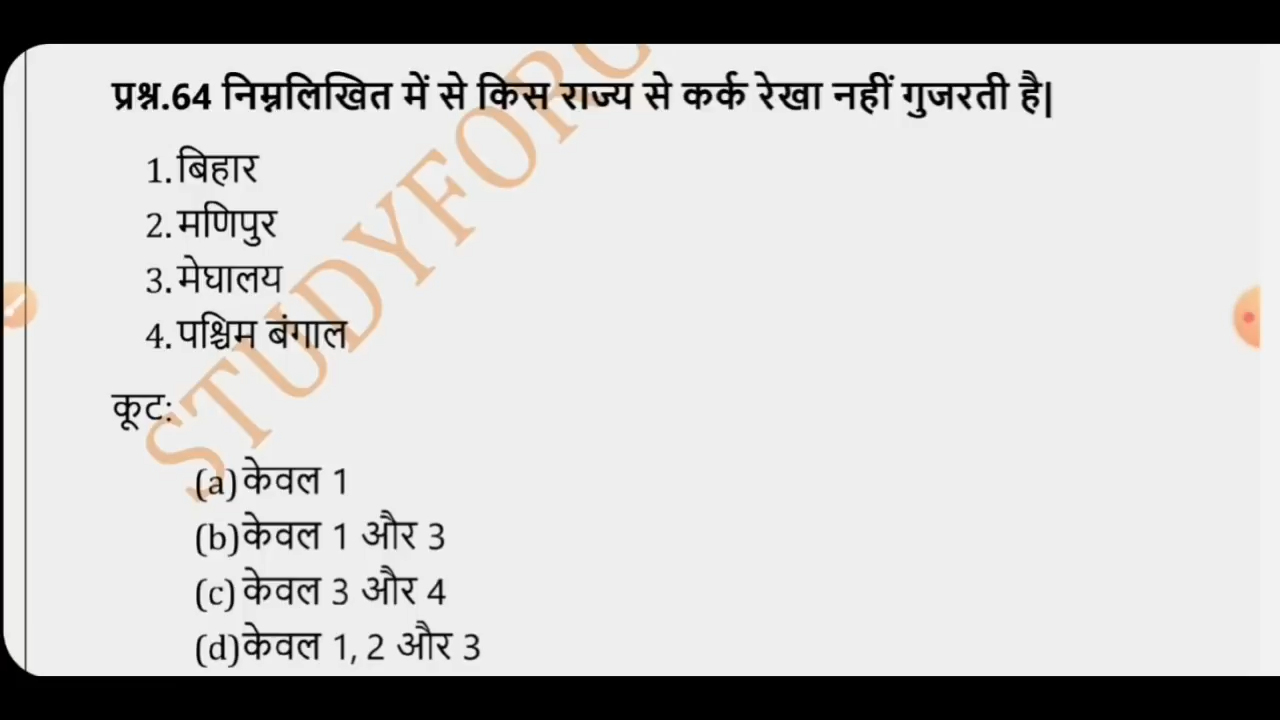 प्रश्न.64 निम्नलिखित में से किस राज्य से कर्क रेखा नहीं गुजरती है|
1. बिहार
2. मणिपुर
3. मेघालय
4. पश्चिम बंगाल
कूट:
(a) केवल 1
(b) केवल 1 और 3
(c) केवल 3 और 4
(d) केवल 1, 2 और 3
STUDYFORC